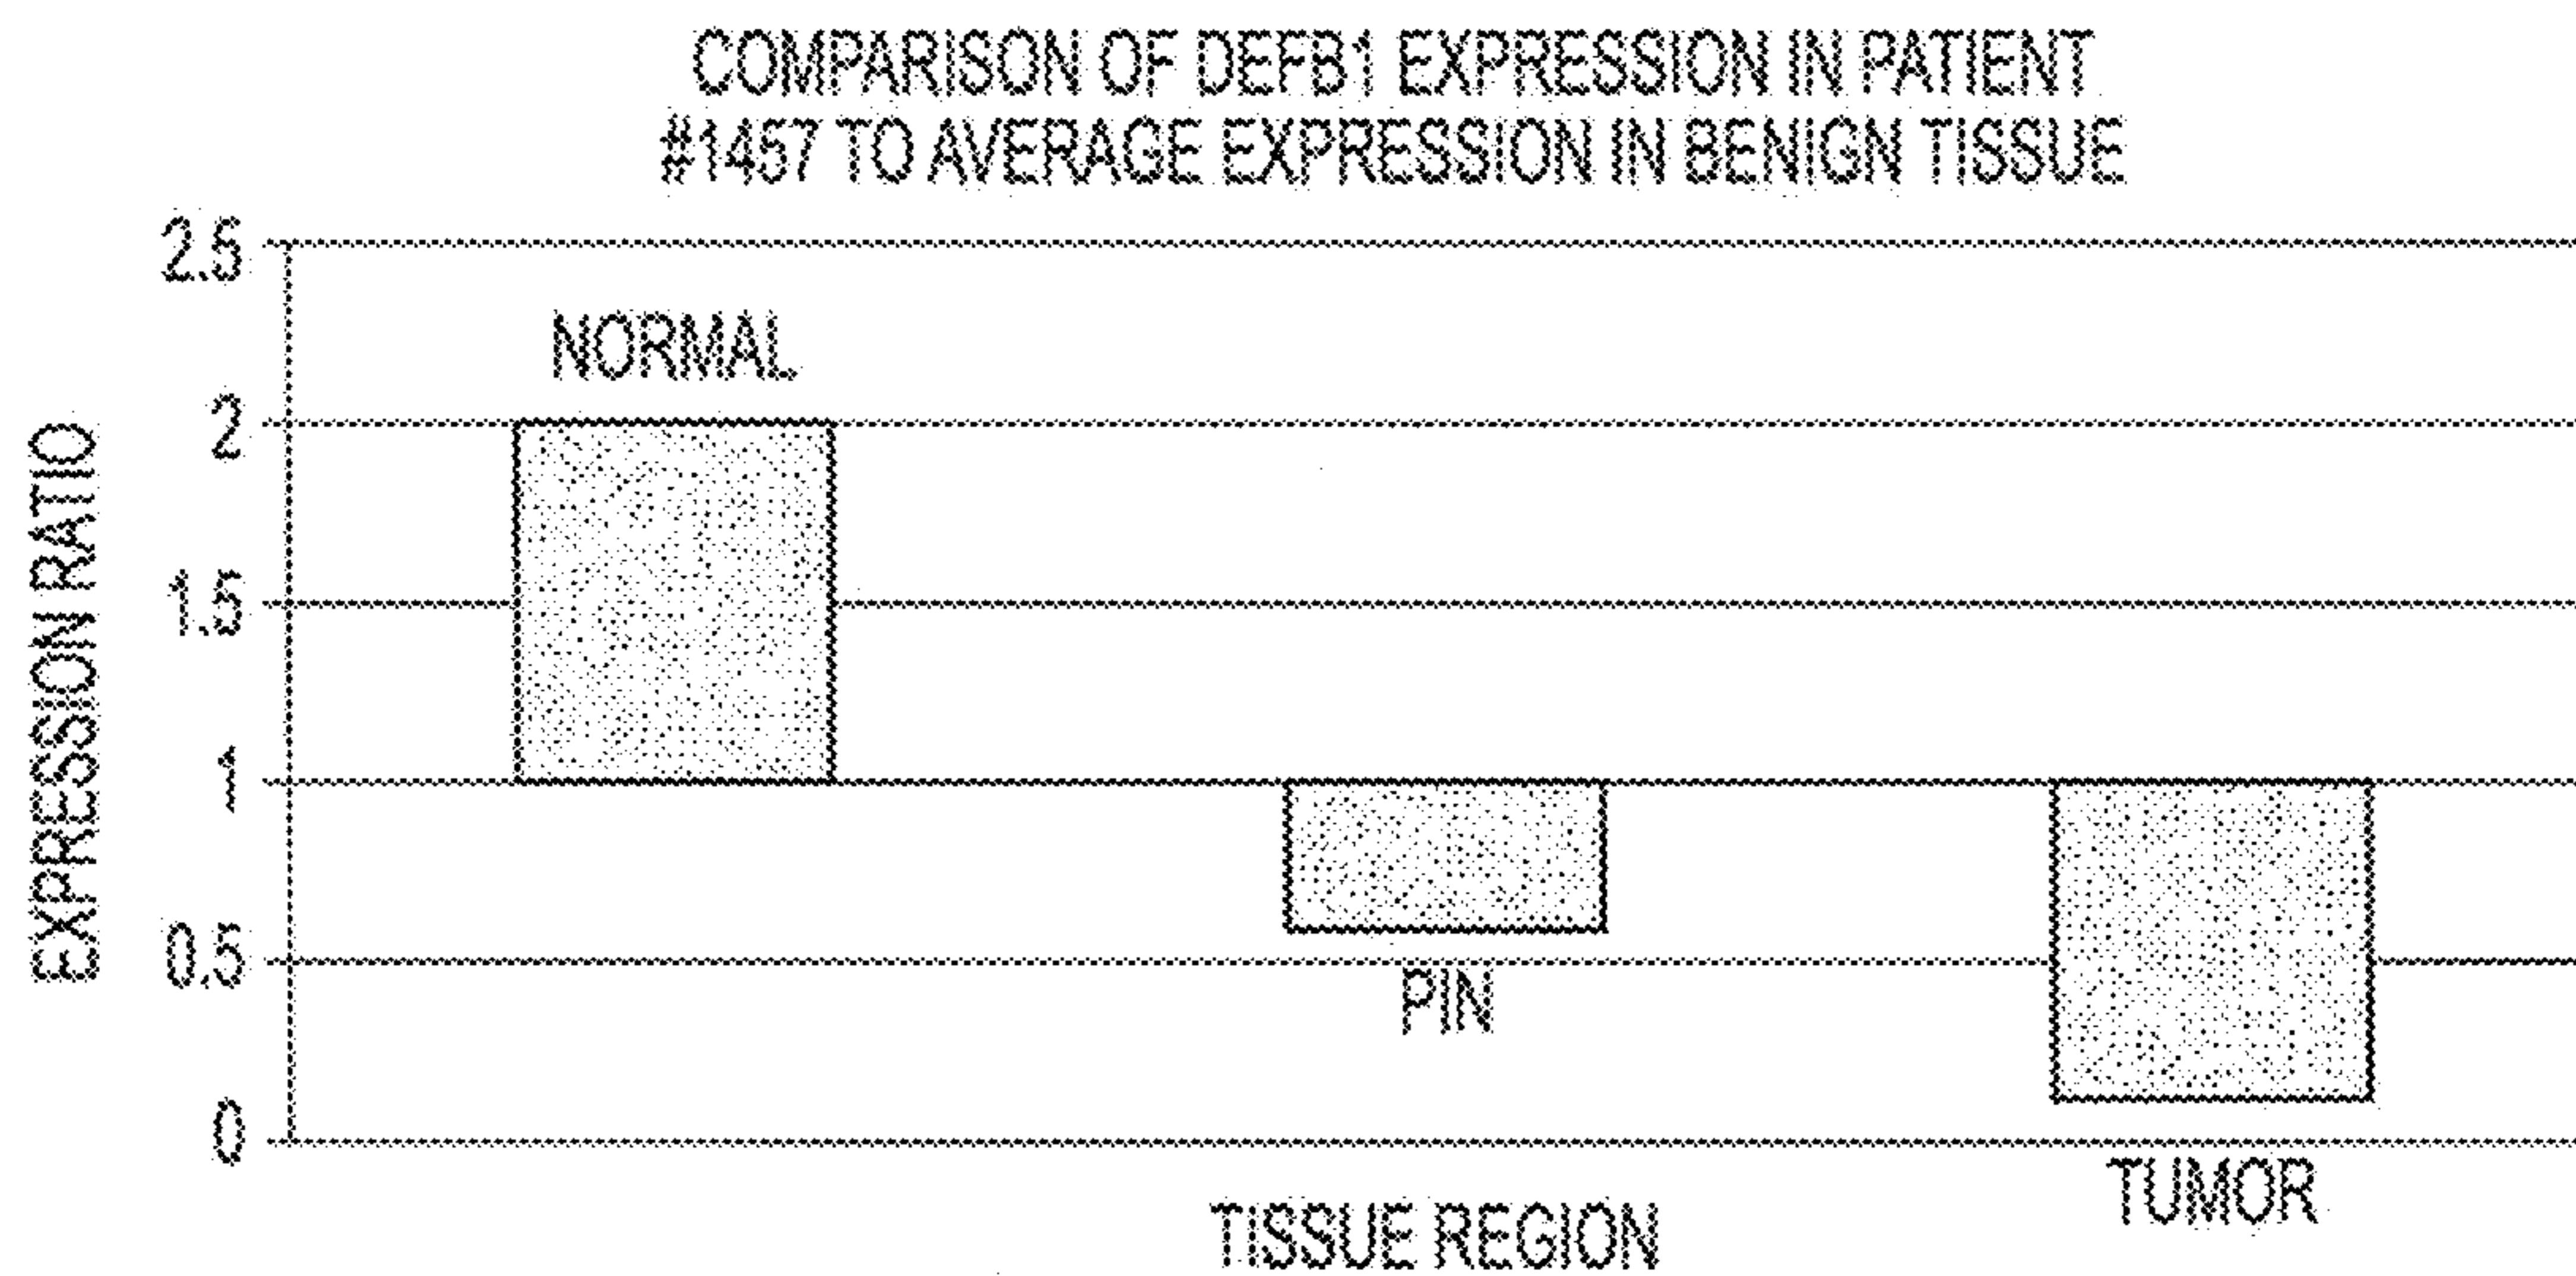 COMPARISON OF DEFB1 EXPRESSION IN PATIENT
#1457 TO AVERAGE EXPRESSION IN BENIGN TISSUE
2.5
NORMAL
2
1.5
1
0.5
0
EXPRESSION RATIO
PIN
TUMOR
TISSUE REGION